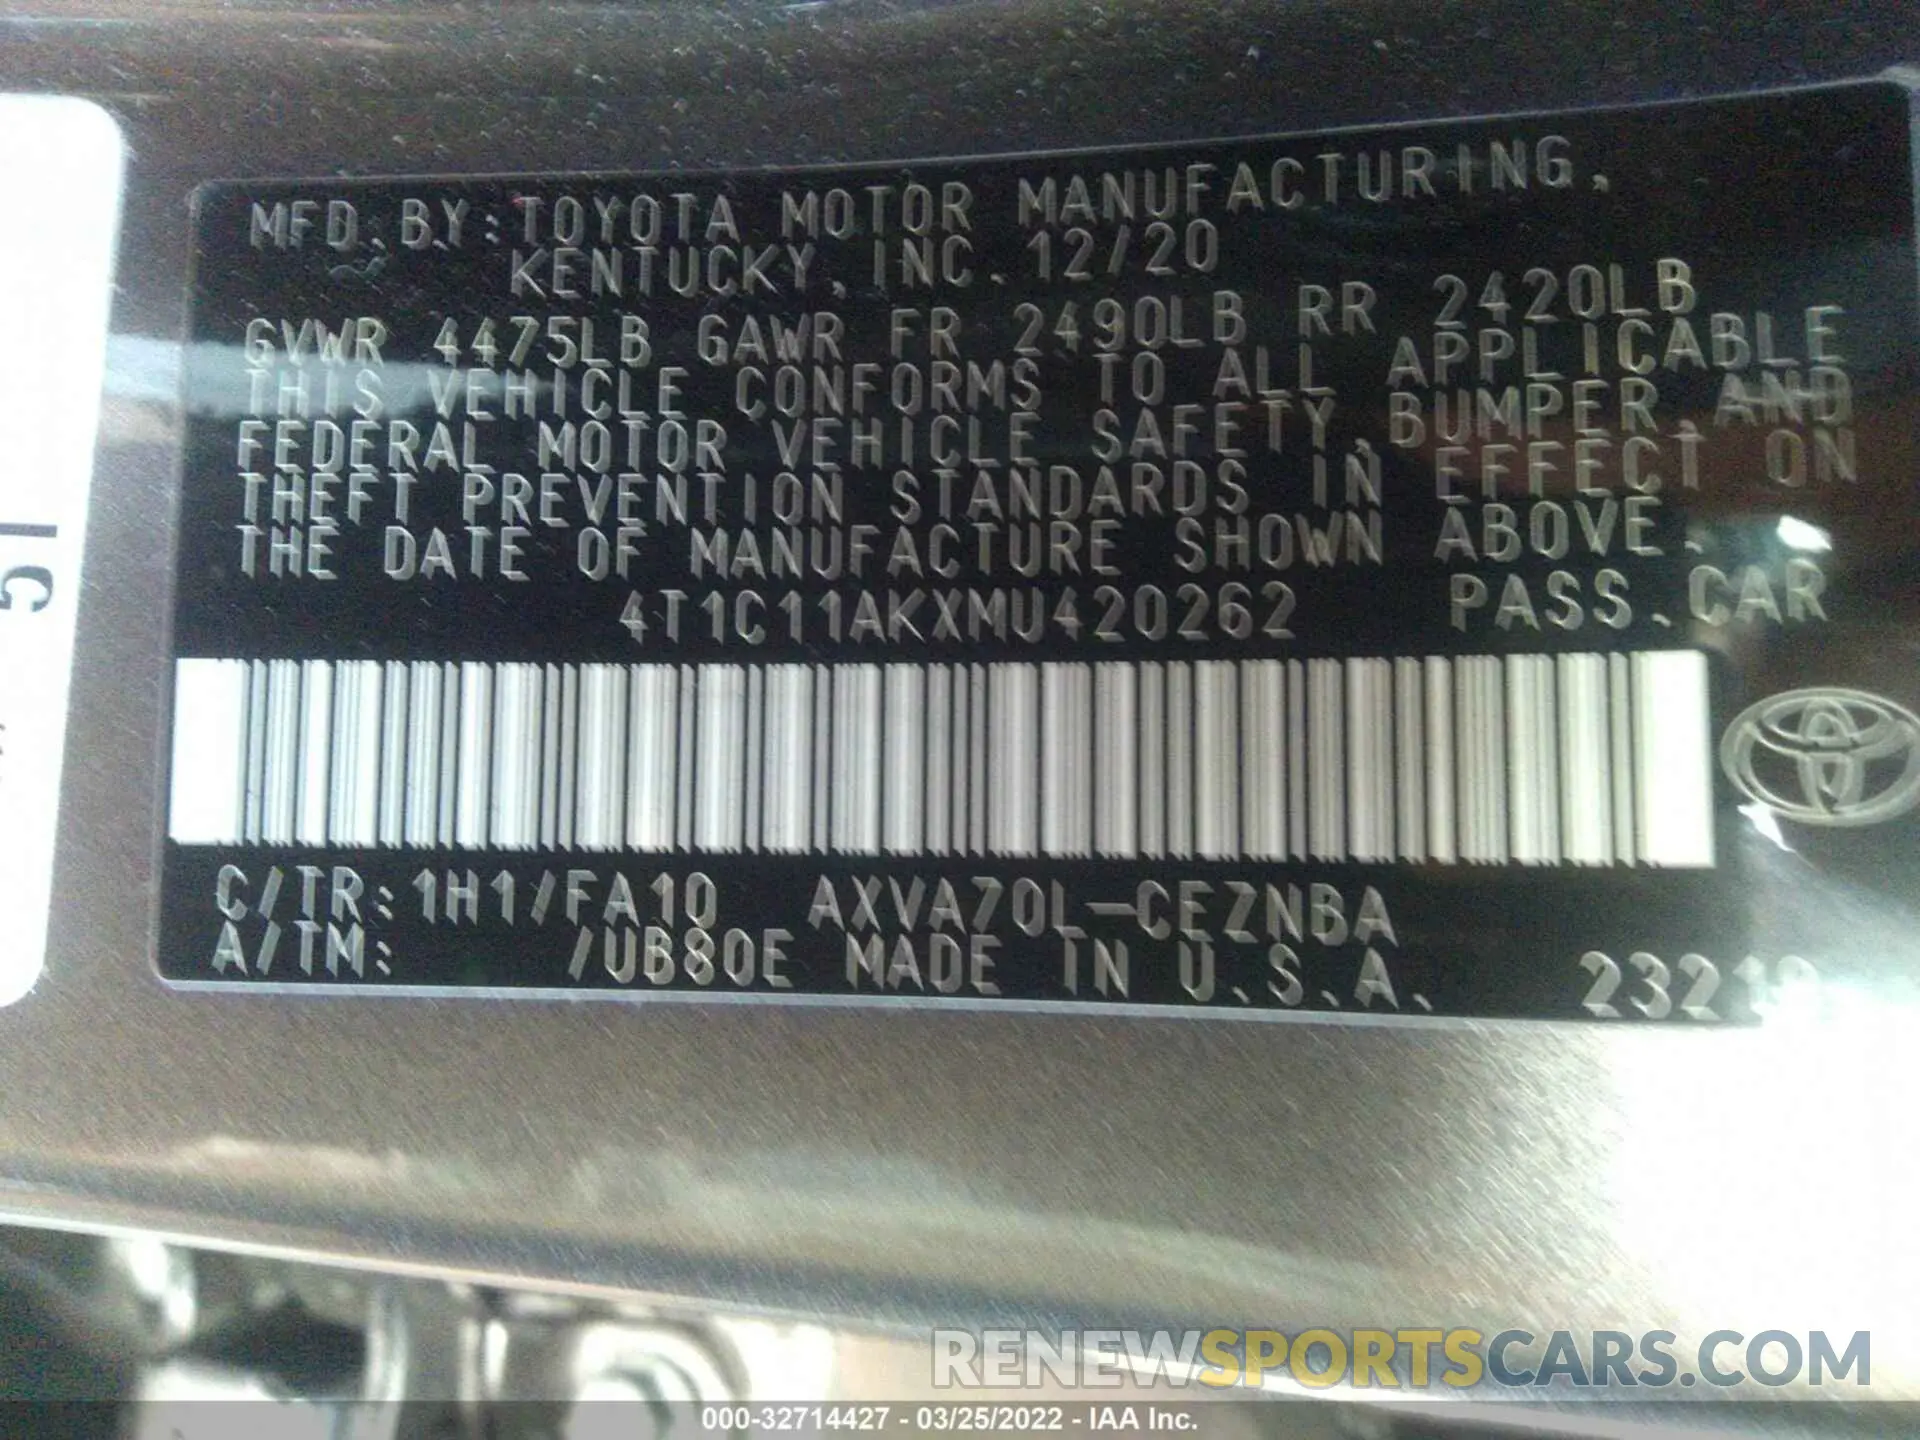 MFD. BY: TOYOTA MOTOR MANUFACTURING,
KENTUCKY, INC. 12/20
GVWR 4475LB GAWR FR 2490LB RR 2420LB
THIS VEHICLE CONFORMS TO ALL APPLICABLE
FEDERAL MOTOR VEHICLE SAFETY, BUMPER, AND
THEFT PREVENTION STANDARDS IN EFFECT ON
THE DATE OF MANUFACTURE SHOWN ABOVE.
4T1C11AKXMU420262 PASS. CAR
C/TR: 1H1/FA10 AXVA70L-CEZNBA
A/TM: /UB80E MADE IN U.S.A.
RENEWSPORTSCARS.COM
000-32714427 - 03/25/2022 - IAA Inc.